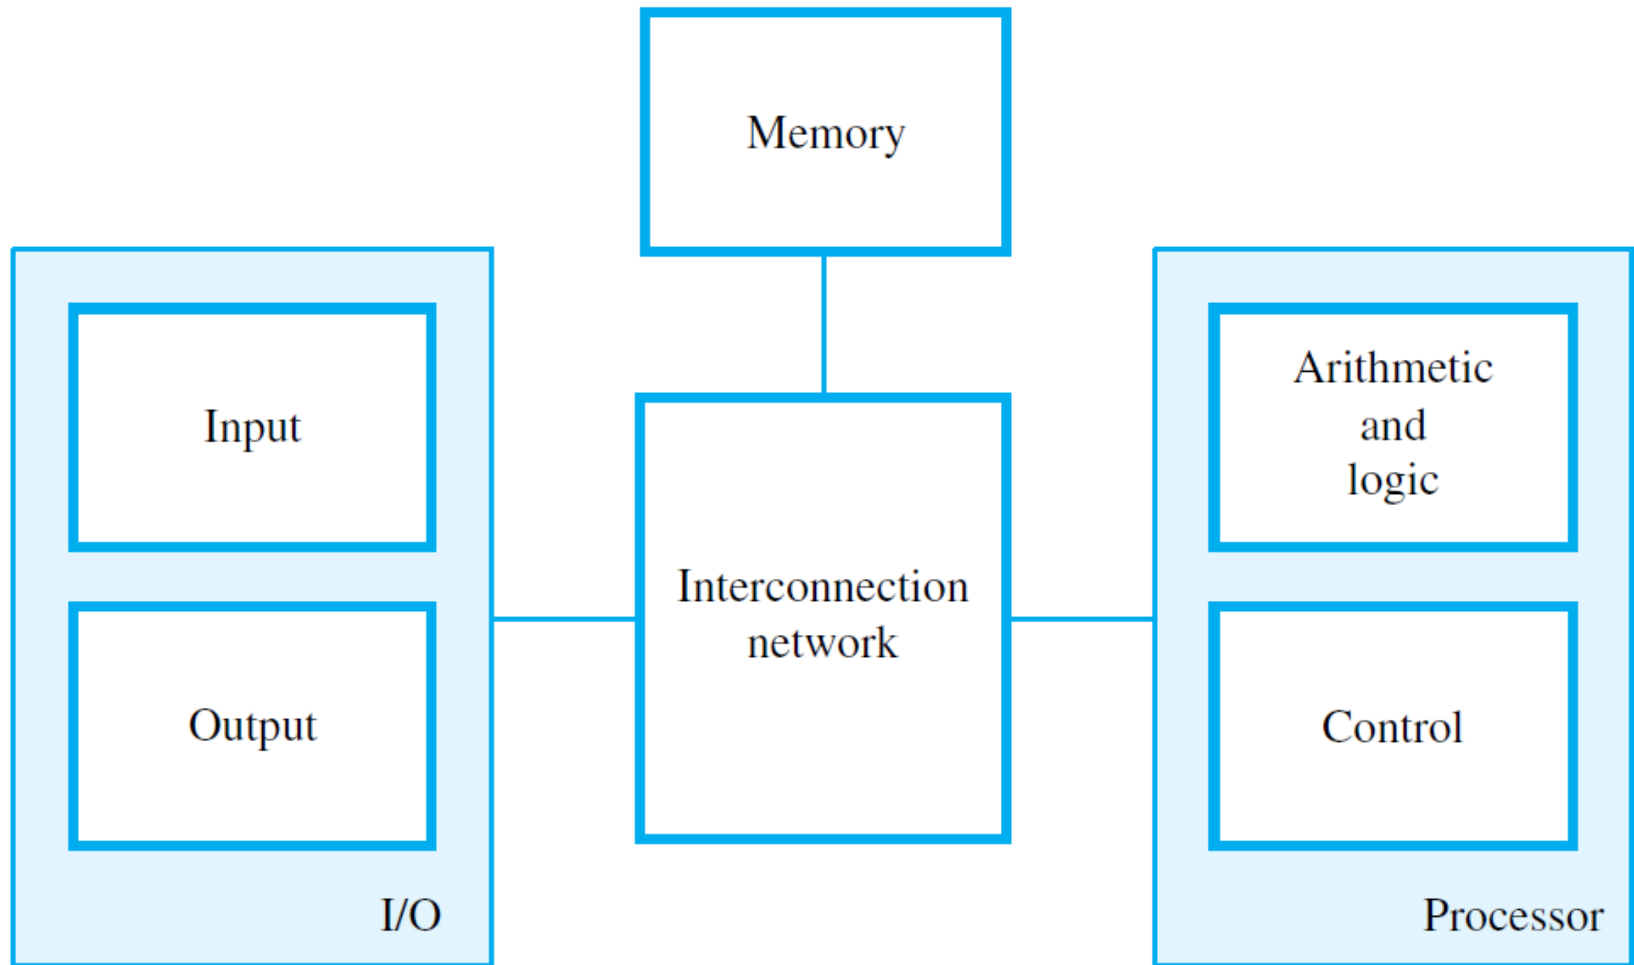 Memory
Input
Output
I/O
Interconnection
network
Arithmetic
and
logic
Control
Processor